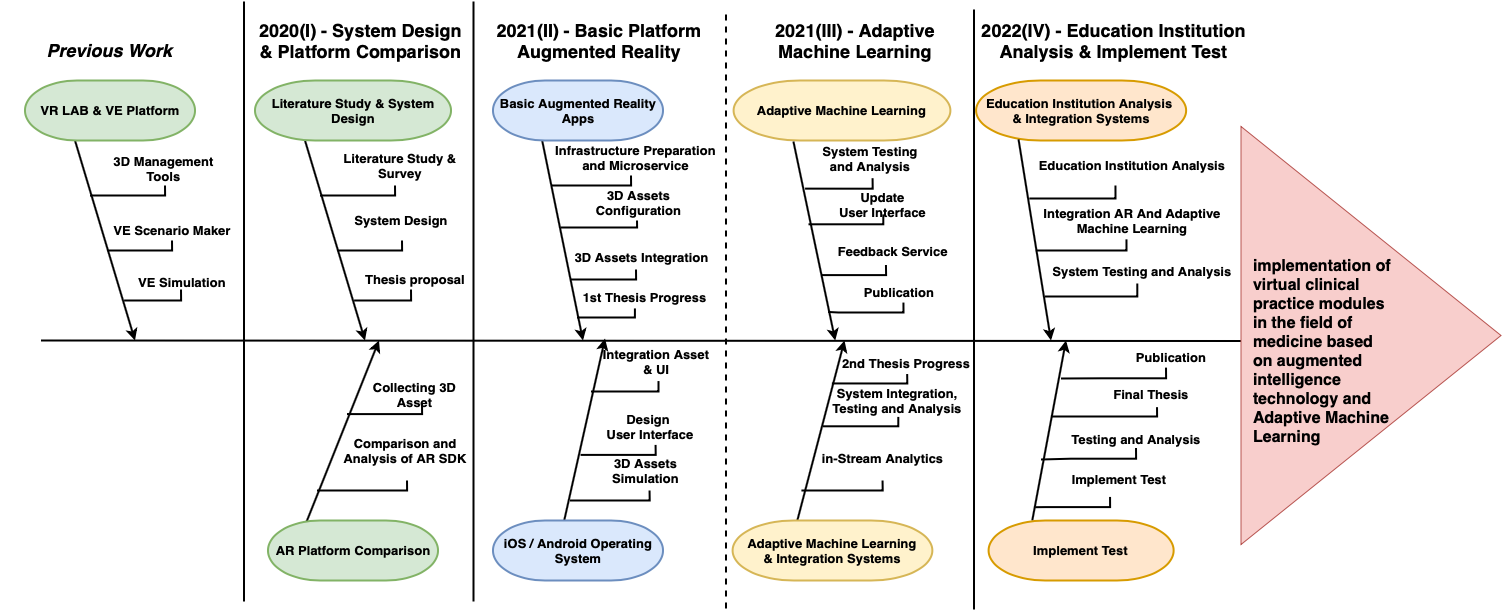 Previous Work
2020(I) - System Design
& Platform Comparison
2021(II) - Basic Platform
Augmented Reality
2021(III) - Adaptive
Machine Learning
2022(IV) - Education Institution
Analysis & Implement Test
VR LAB & VE Platform
3D Management
Tools
VE Scenario Maker
VE Simulation
Literature Study & System
Design
Literature Study &
Survey
System Design
Thesis proposal
Basic Augmented Reality
Apps
Infrastructure Preparation
and Microservice
3D Assets
Configuration
3D Assets Integration
1st Thesis Progress
Adaptive Machine Learning
System Testing
and Analysis
Update
User Interface
Feedback Service
Publication
Education Institution Analysis
& Integration Systems
Education Institution Analysis
Integration AR And Adaptive
Machine Learning
System Testing and Analysis
Collecting 3D
Asset
Comparison and
Analysis of AR SDK
AR Platform Comparison
Integration Asset
& UI
Design
User Interface
3D Assets
Simulation
iOS / Android Operating
System
2nd Thesis Progress
System Integration,
Testing and Analysis
in-Stream Analytics
Adaptive Machine Learning
& Integration Systems
Publication
Final Thesis
Testing and Analysis
Implement Test
Implement Test
implementation of
virtual clinical
practice modules
in the field of
medicine based
on augmented
intelligence
technology and
Adaptive Machine
Learning